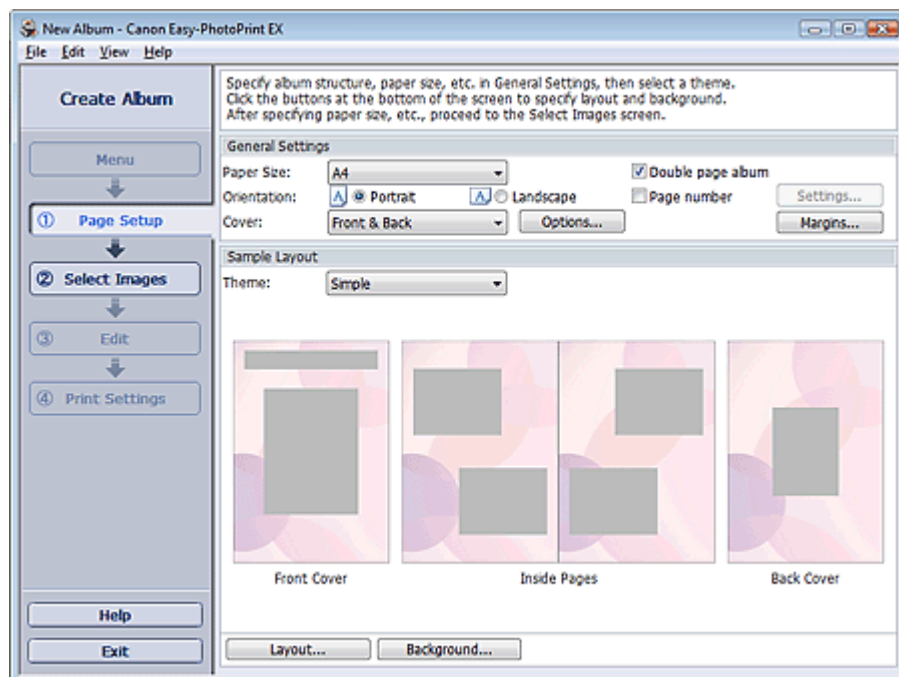 New Album - Canon Easy-PhotoPrint EX
File Edit View Help
Create Album
Menu
① Page Setup
② Select Images
③ Edit
④ Print Settings
Help
Exit
Specify album structure, paper size, etc. in General Settings, then select a theme.
Click the buttons at the bottom of the screen to specify layout and background.
After specifying paper size, etc., proceed to the Select Images screen.
General Settings
Paper Size: A4 Double page album
Orientation: A Portrait A Landscape Page number Settings...
Cover: Front & Back Options... Margins...
Sample Layout
Theme: Simple
Front Cover Inside Pages Back Cover
Layout... Background...